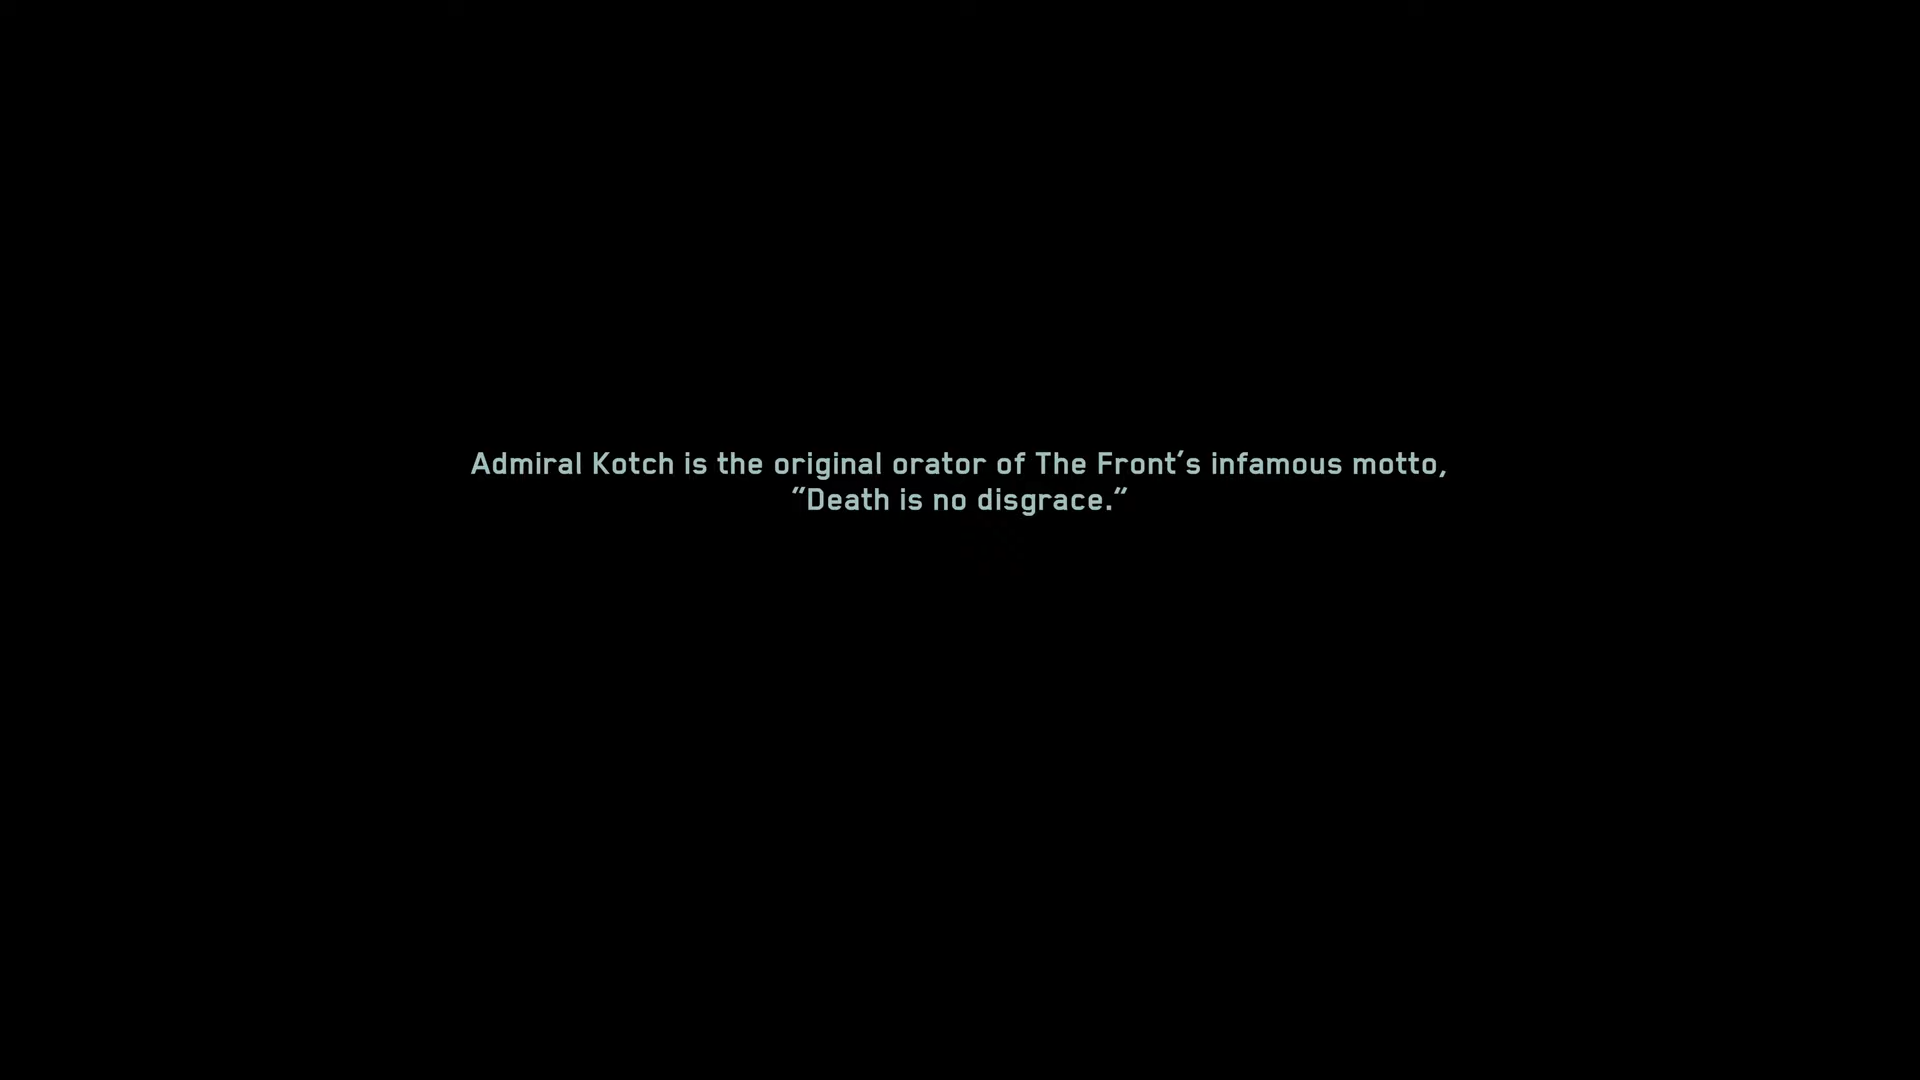 Admiral Kotch is the original orator of The Front's infamous motto,
"Death is no disgrace."